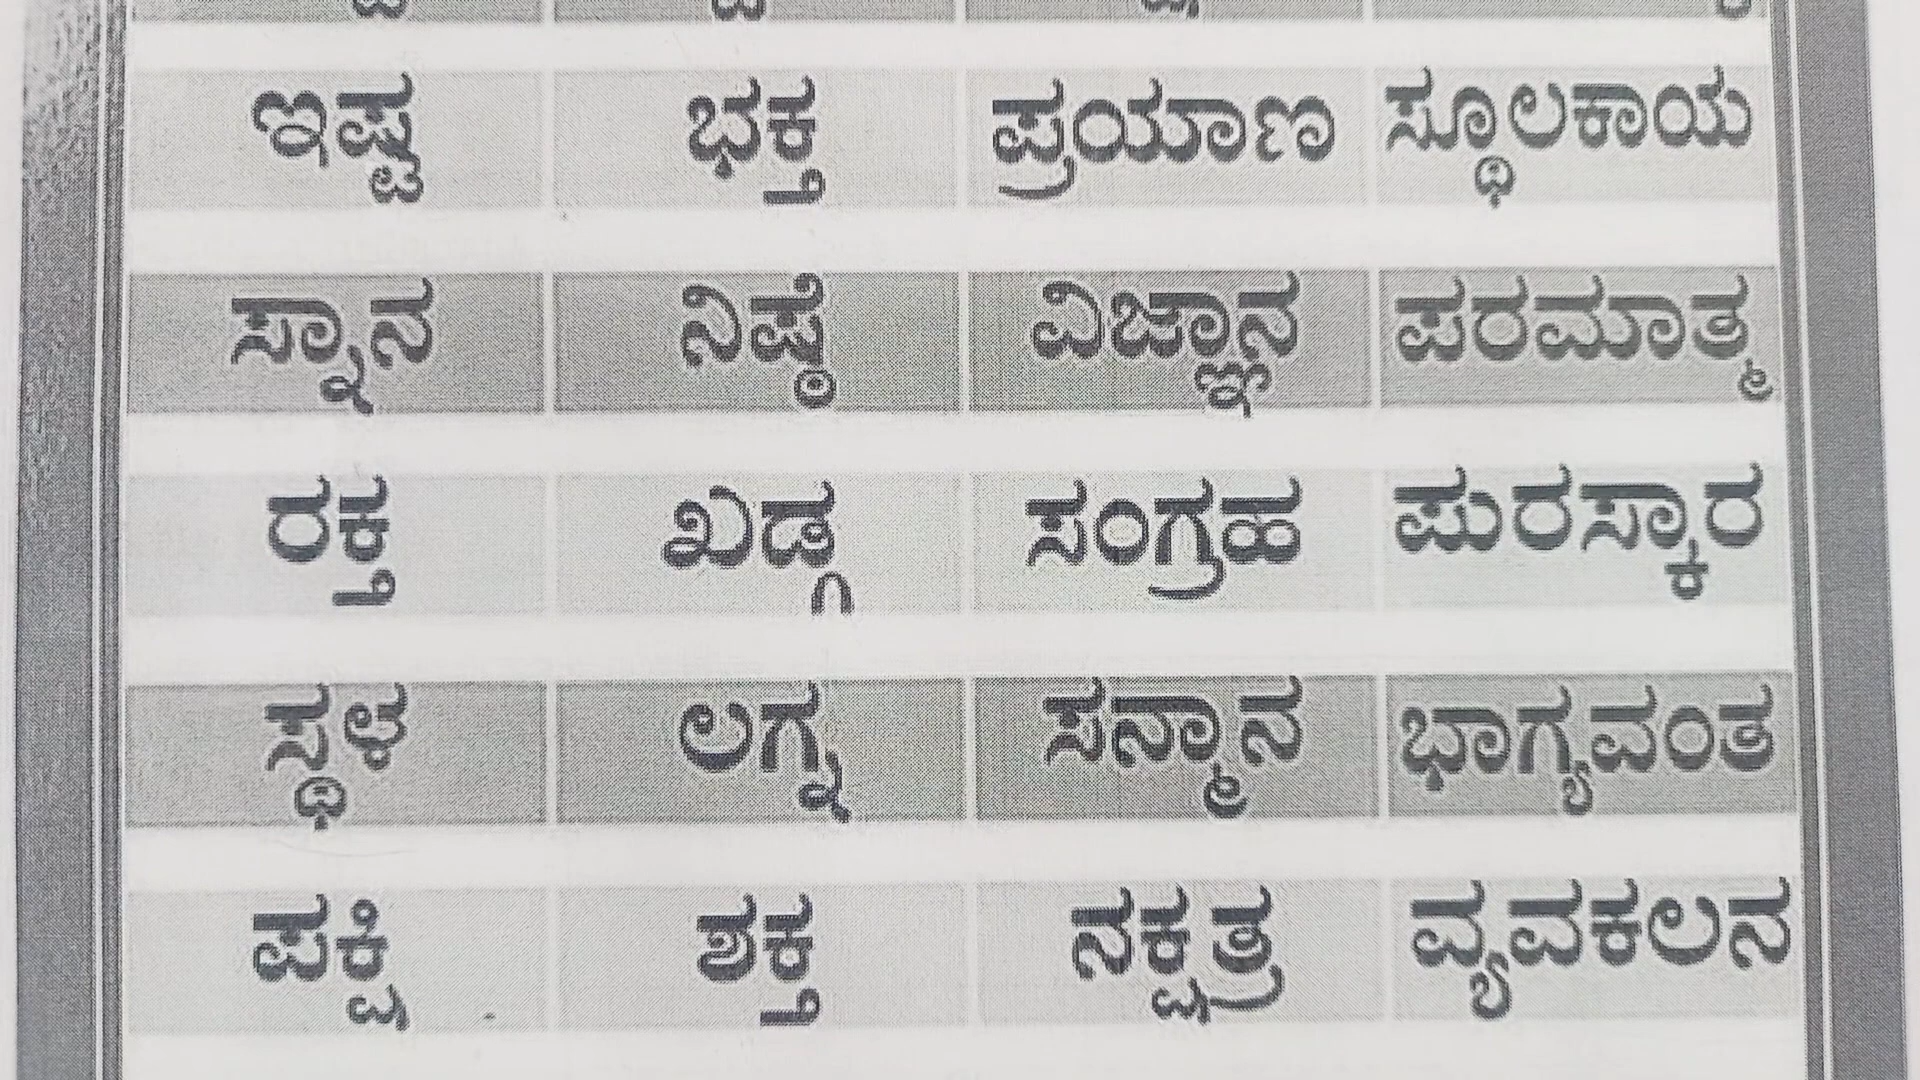 ಇಷ್ಟ ಭಕ್ತ ಪ್ರಯಾಣ ಸ್ಥೂಲಕಾಯ
ಸ್ನಾನ ನಿಷ್ಠೆ ವಿಜ್ಞಾನ ಪರಮಾತ್ಮ
ರಕ್ತ ಖಡ್ಗ ಸಂಗ್ರಹ ಪುರಸ್ಕಾರ
ಸ್ಥಳ ಲಗ್ನ ಸನ್ಮಾನ ಭಾಗ್ಯವಂತ
ಪಕ್ಷಿ ಶಕ್ತ ನಕ್ಷತ್ರ ವ್ಯವಕಲನ